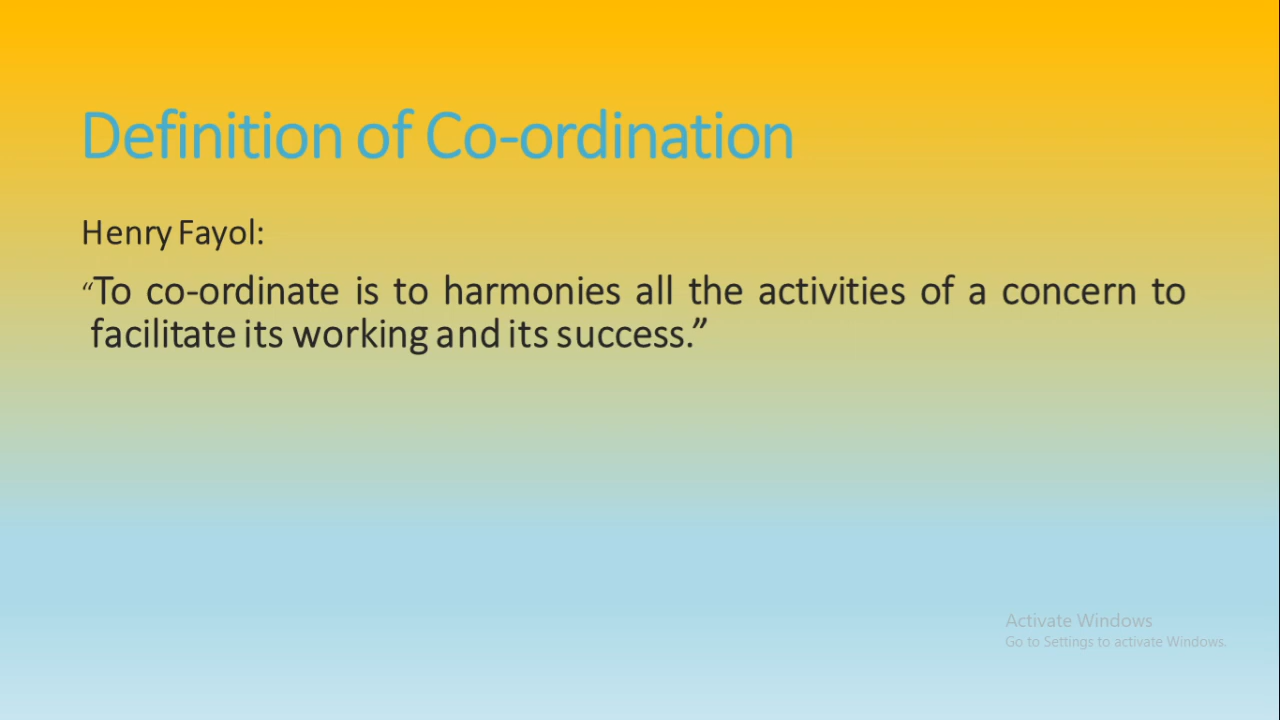 Definition of Co-ordination
Henry Fayol:
“To co-ordinate is to harmonies all the activities of a concern to
facilitate its working and its success.”
Activate Windows
Go to Settings to activate Windows.